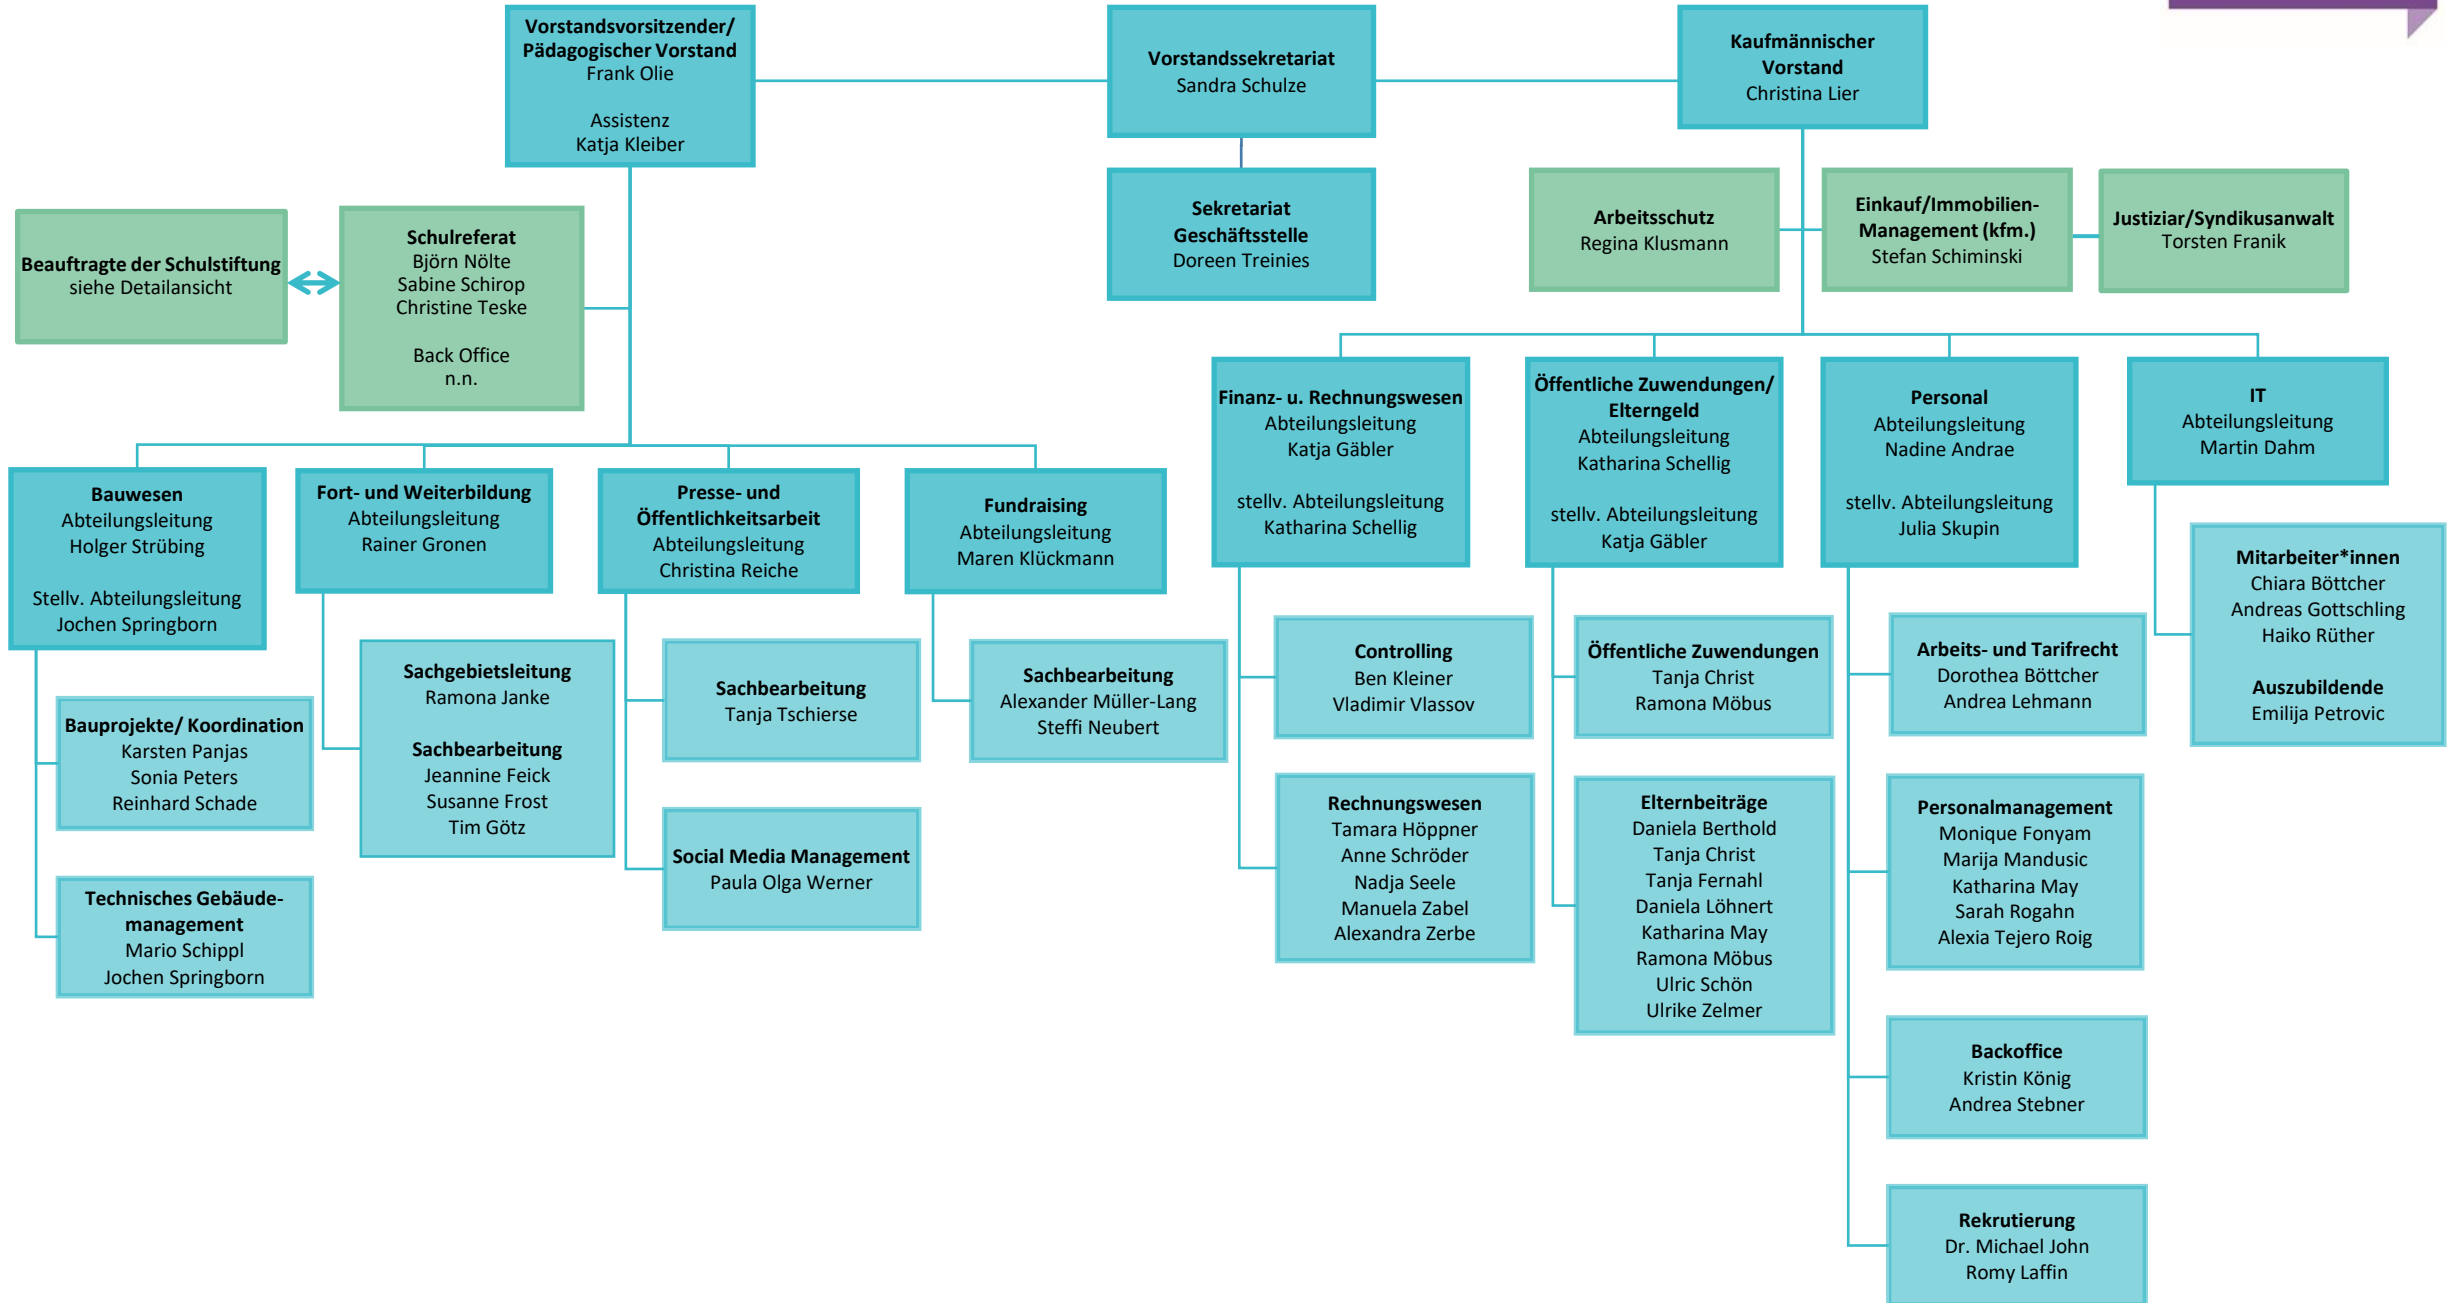 Vorstandsvorsitzender/
Pädagogischer Vorstand
Frank Olie
Assistenz
Katja Kleiber
Vorstandssekretariat
Sandra Schulze
Kaufmännischer
Vorstand
Christina Lier
Sekretariat
Geschäftsstelle
Doreen Treinies
Arbeitsschutz
Regina Klusmann
Einkauf/Immobilien-
Management (kfm.)
Stefan Schiminski
Justiziar/Syndikusanwalt
Torsten Franik
Beauftragte der Schulstiftung
siehe Detailansicht
Schulreferat
Björn Nölte
Sabine Schirop
Christine Teske
Back Office
n.n.
Bauwesen
Abteilungsleitung
Holger Strübing
Stellv. Abteilungsleitung
Jochen Springborn
Bauprojekte/ Koordination
Karsten Panjas
Sonia Peters
Reinhard Schade
Technisches Gebäude-
management
Mario Schippl
Jochen Springborn
Fort- und Weiterbildung
Abteilungsleitung
Rainer Gronen
Sachgebietsleitung
Ramona Janke
Sachbearbeitung
Jeannine Feick
Susanne Frost
Tim Götz
Presse- und
Öffentlichkeitsarbeit
Abteilungsleitung
Christina Reiche
Sachbearbeitung
Tanja Tschierse
Social Media Management
Paula Olga Werner
Fundraising
Abteilungsleitung
Maren Klückmann
Sachbearbeitung
Alexander Müller-Lang
Steffi Neubert
Finanz- u. Rechnungswesen
Abteilungsleitung
Katja Gäbler
stellv. Abteilungsleitung
Katharina Schellig
Controlling
Ben Kleiner
Vladimir Vlassov
Rechnungswesen
Tamara Höppner
Anne Schröder
Nadja Seele
Manuela Zabel
Alexandra Zerbe
Öffentliche Zuwendungen/
Elterngeld
Abteilungsleitung
Katharina Schellig
stellv. Abteilungsleitung
Katja Gäbler
Öffentliche Zuwendungen
Tanja Christ
Ramona Möbus
Elternbeiträge
Daniela Berthold
Tanja Christ
Tanja Fernahl
Daniela Löhnert
Katharina May
Ramona Möbus
Ulric Schön
Ulrike Zelmer
Personal
Abteilungsleitung
Nadine Andrae
stellv. Abteilungsleitung
Julia Skupin
Arbeits- und Tarifrecht
Dorothea Böttcher
Andrea Lehmann
Personalmanagement
Monique Fonyam
Marija Mandusic
Katharina May
Sarah Rogahn
Alexia Tejero Roig
Backoffice
Kristin König
Andrea Stebner
Rekrutierung
Dr. Michael John
Romy Laffin
IT
Abteilungsleitung
Martin Dahm
Mitarbeiter*innen
Chiara Böttcher
Andreas Gottschling
Haiko Rüther
Auszubildende
Emilija Petrovic